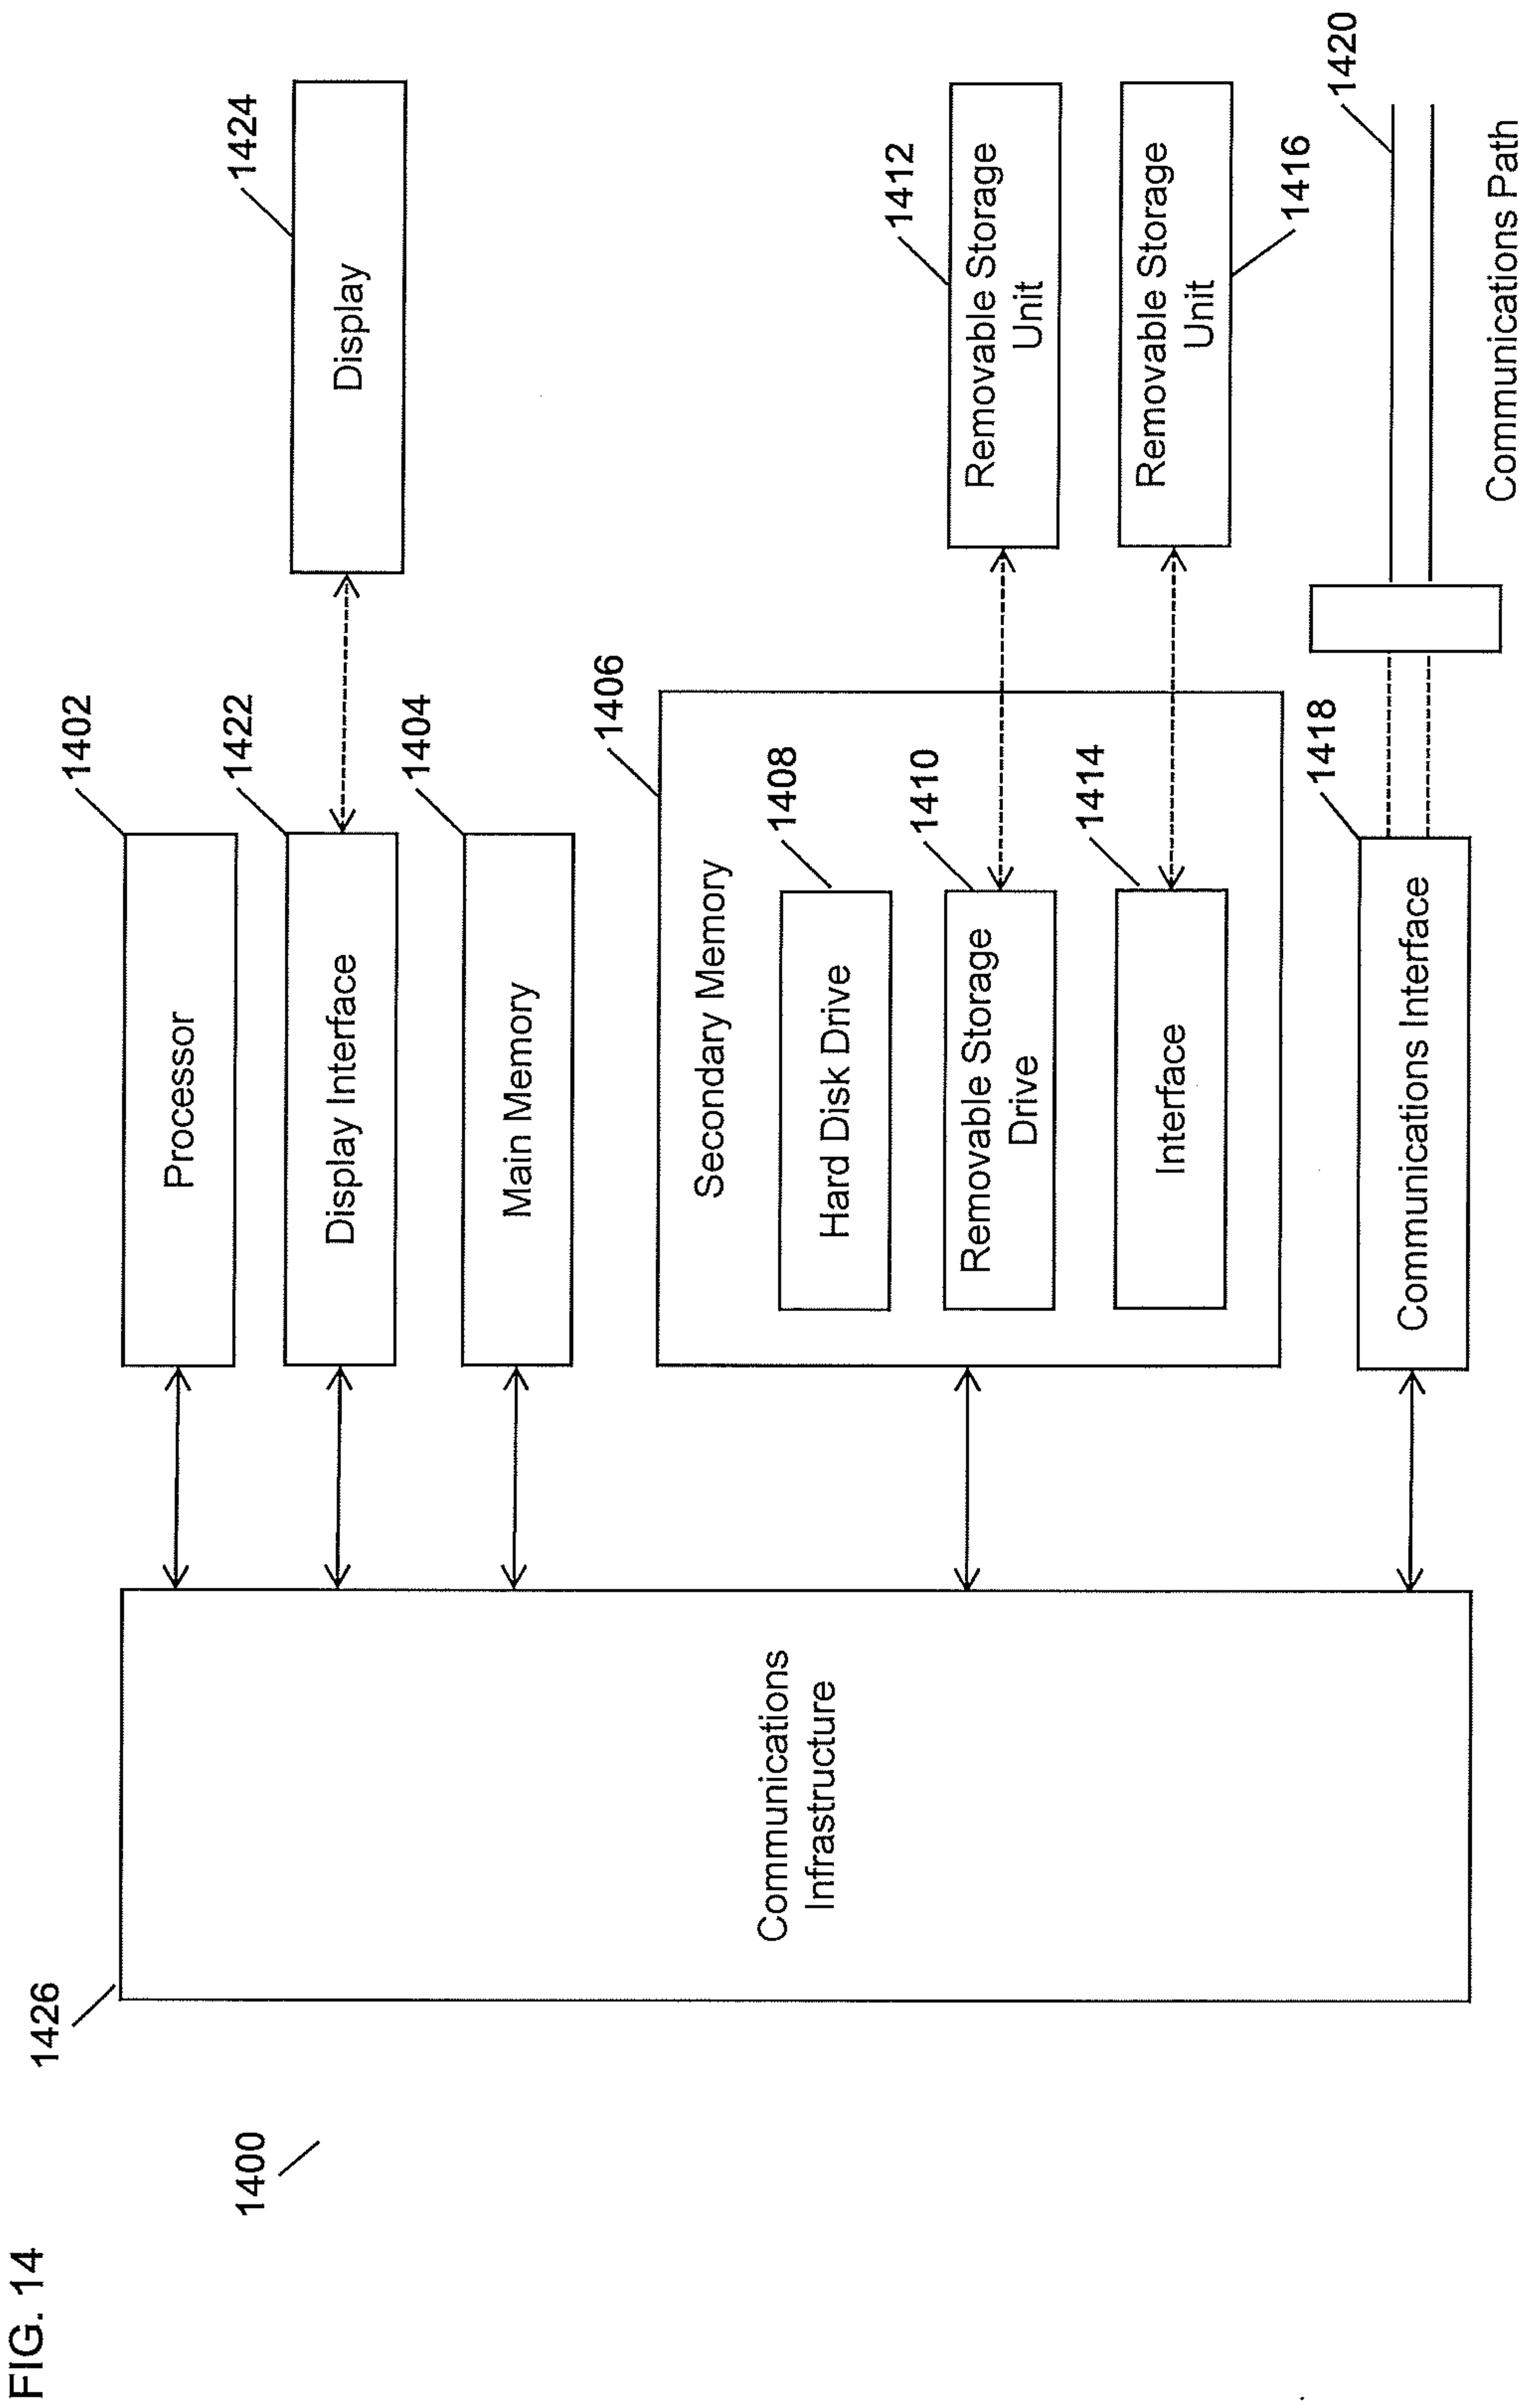 FIG. 14
1400
1426
Communications
Infrastructure
1402
Processor
1422
Display Interface
1424
Display
1404
Main Memory
1406
Secondary Memory
1408
Hard Disk Drive
1410
Removable Storage
Drive
1412
Removable Storage
Unit
1414
Interface
Removable Storage
Unit
1416
1418
Communications Interface
1420
Communications Path